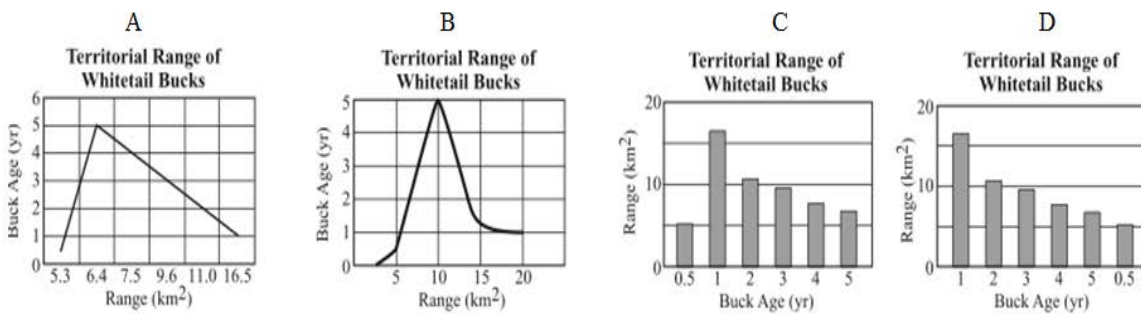 A
B
C
D
Territorial Range of
Whitetail Bucks
Buck Age (yr)
6
5
4
3
2
1
0
5.3 6.4 7.5 9.6 11.0 16.5
Range (km2)
Territorial Range of
Whitetail Bucks
Buck Age (yr)
5
4
3
2
1
0
5 10 15 20
Range (km2)
Territorial Range of
Whitetail Bucks
Range (km2)
20
10
0
0.5 1 2 3 4 5
Buck Age (yr)
Territorial Range of
Whitetail Bucks
Range (km2)
20
10
0
1 2 3 4 5 0.5
Buck Age (yr)